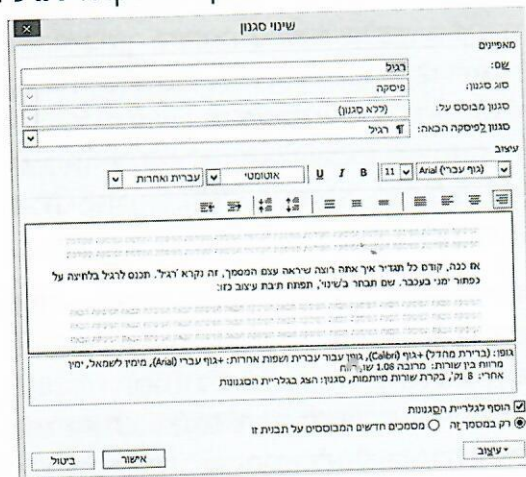 שינוי סגנון
מאפיינים
שם: רגיל
סוג סגנון: פיסקה
סגנון מבוסס על: (ללא סגנון)
סגנון לפיסקה הבאה: ¶ רגיל
עיצוב
(גוף עברי) Arial 11 B I U אוטומטי עברית ואחרות
אז ככה, קודם כל תגדיר איך אתה רוצה שיראה עצם המסמך, זה נקרא 'רגיל'. תכנס לרגיל בלחיצה על
כפתור ימני בעכבר. שם תבחר ב'שינוי', תפתח תיבת עיצוב כזו:
גופן: (ברירת מחדל) +גוף (Calibri), גופן עבור עברית ושפות אחרות: +גוף עברי (Arial), מימין לשמאל, ימין
מרווח בין שורות: מרובה 1.08 שו, רווח
אחרי: 8 נק', בקרת שורות מיותמות, סגנון: הצג בגלריית הסגנונות
הוסף לגלריית הסגנונות
רק במסמך זה מסמכים חדשים המבוססים על תבנית זו
עיצוב
אישור ביטול